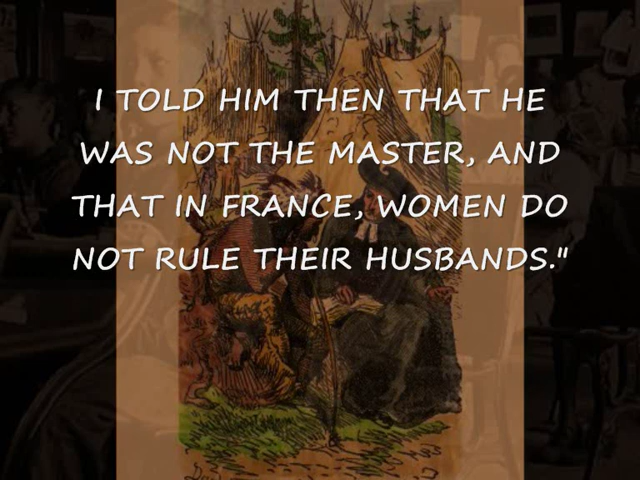 I TOLD HIM THEN THAT HE
WAS NOT THE MASTER, AND
THAT IN FRANCE, WOMEN DO
NOT RULE THEIR HUSBANDS."